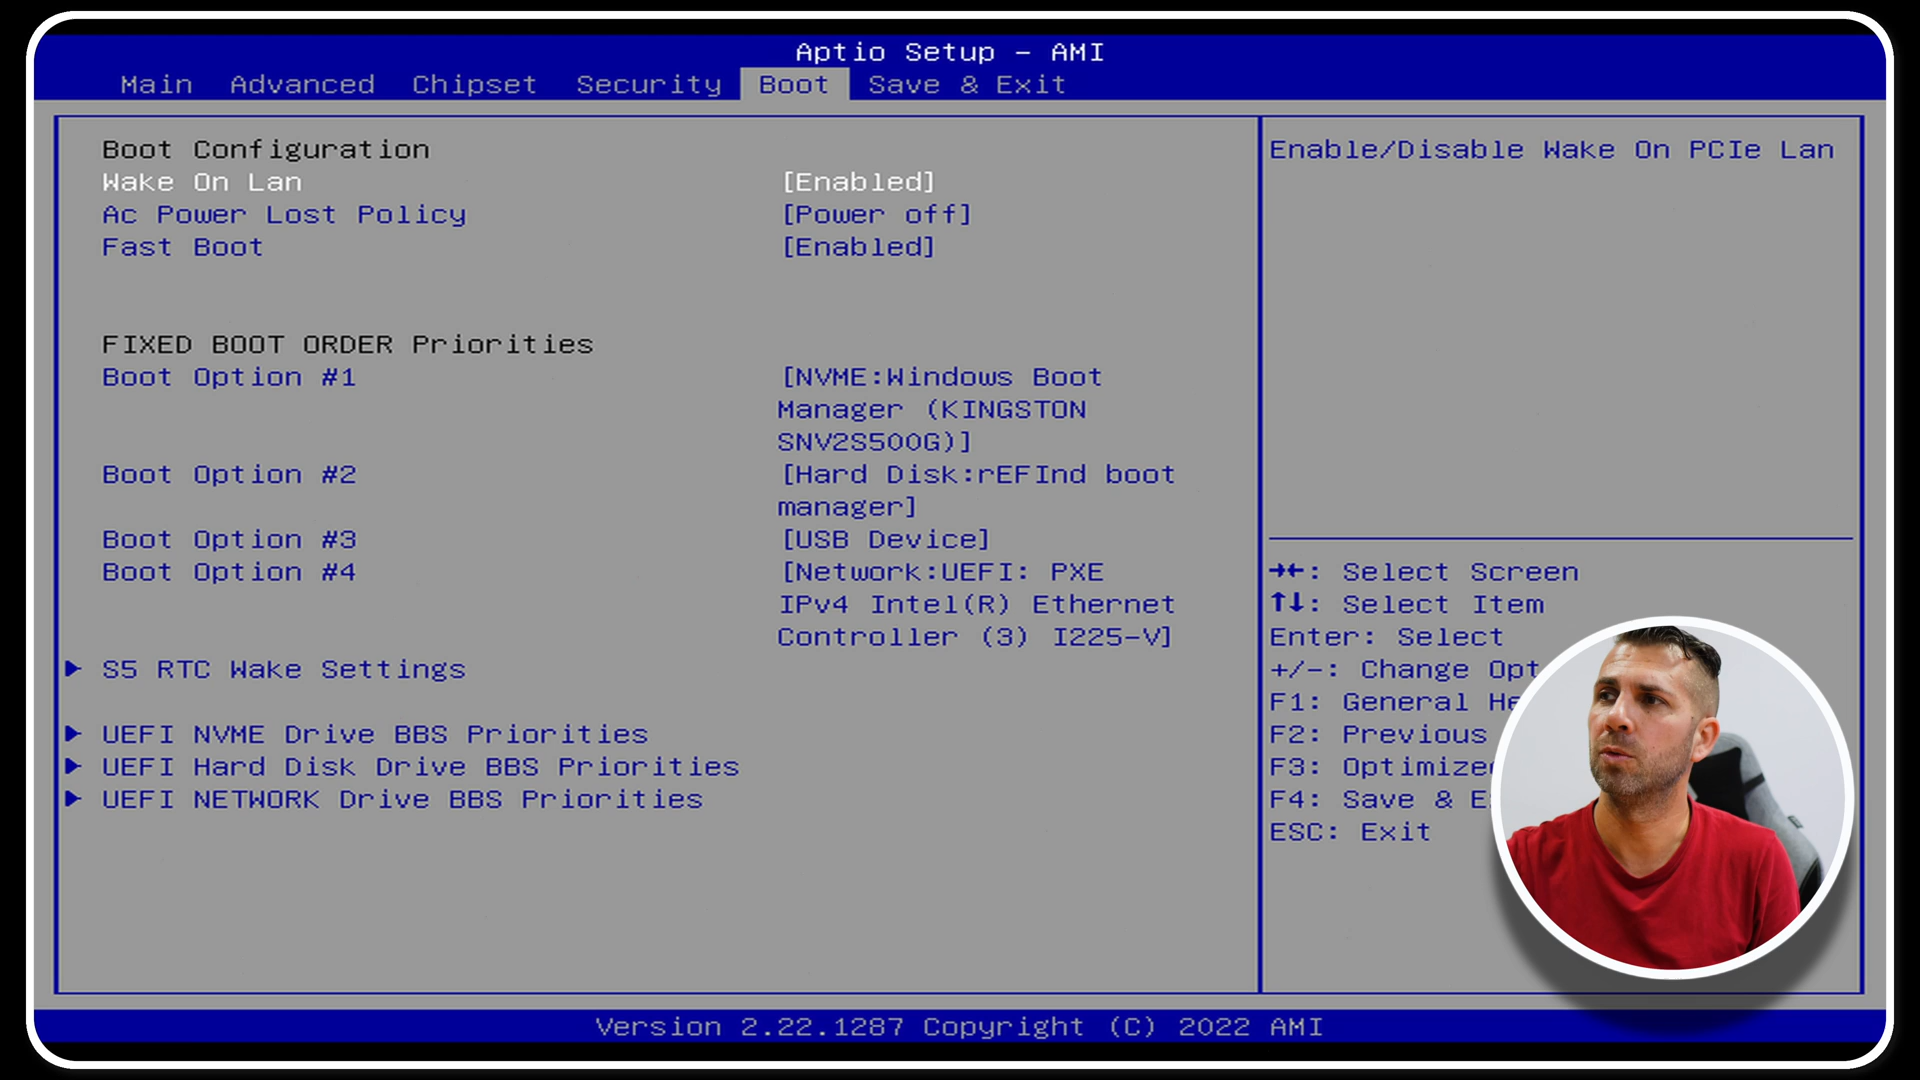 Aptio Setup - AMI
Main Advanced Chipset Security Boot Save & Exit
Boot Configuration
Wake On Lan [Enabled]
Ac Power Lost Policy [Power off]
Fast Boot [Enabled]
FIXED BOOT ORDER Priorities
Boot Option #1 [NVME:Windows Boot
Manager (KINGSTON
SNV2S500G)]
Boot Option #2 [Hard Disk:rEFInd boot
manager]
Boot Option #3 [USB Device]
Boot Option #4 [Network:UEFI: PXE
IPv4 Intel(R) Ethernet
Controller (3) I225-V]
S5 RTC Wake Settings
UEFI NVME Drive BBS Priorities
UEFI Hard Disk Drive BBS Priorities
UEFI NETWORK Drive BBS Priorities
Enable/Disable Wake On PCIe Lan
→←: Select Screen
↑↓: Select Item
Enter: Select
+/-: Change
F1: General
F2: Previous
F3:
F4: Save &
ESC: Exit
Version 2.22.1287 Copyright (C) 2022 AMI